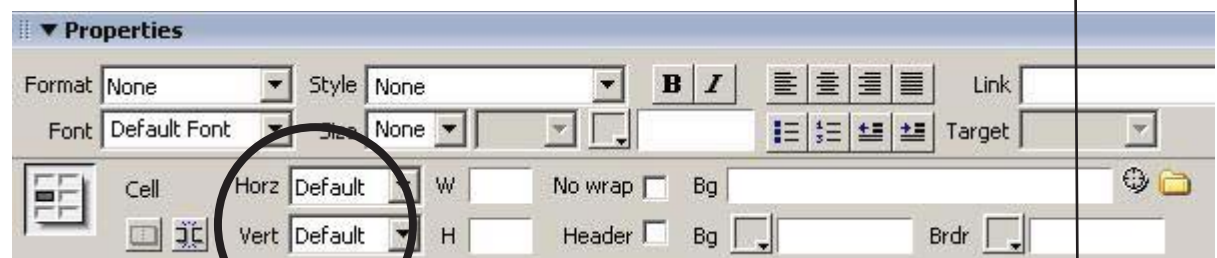 Properties
Format None Style None B I Link
Font Default Font Size None Target
Cell Horz Default W No wrap Bg
Vert Default H Header Bg Brdr